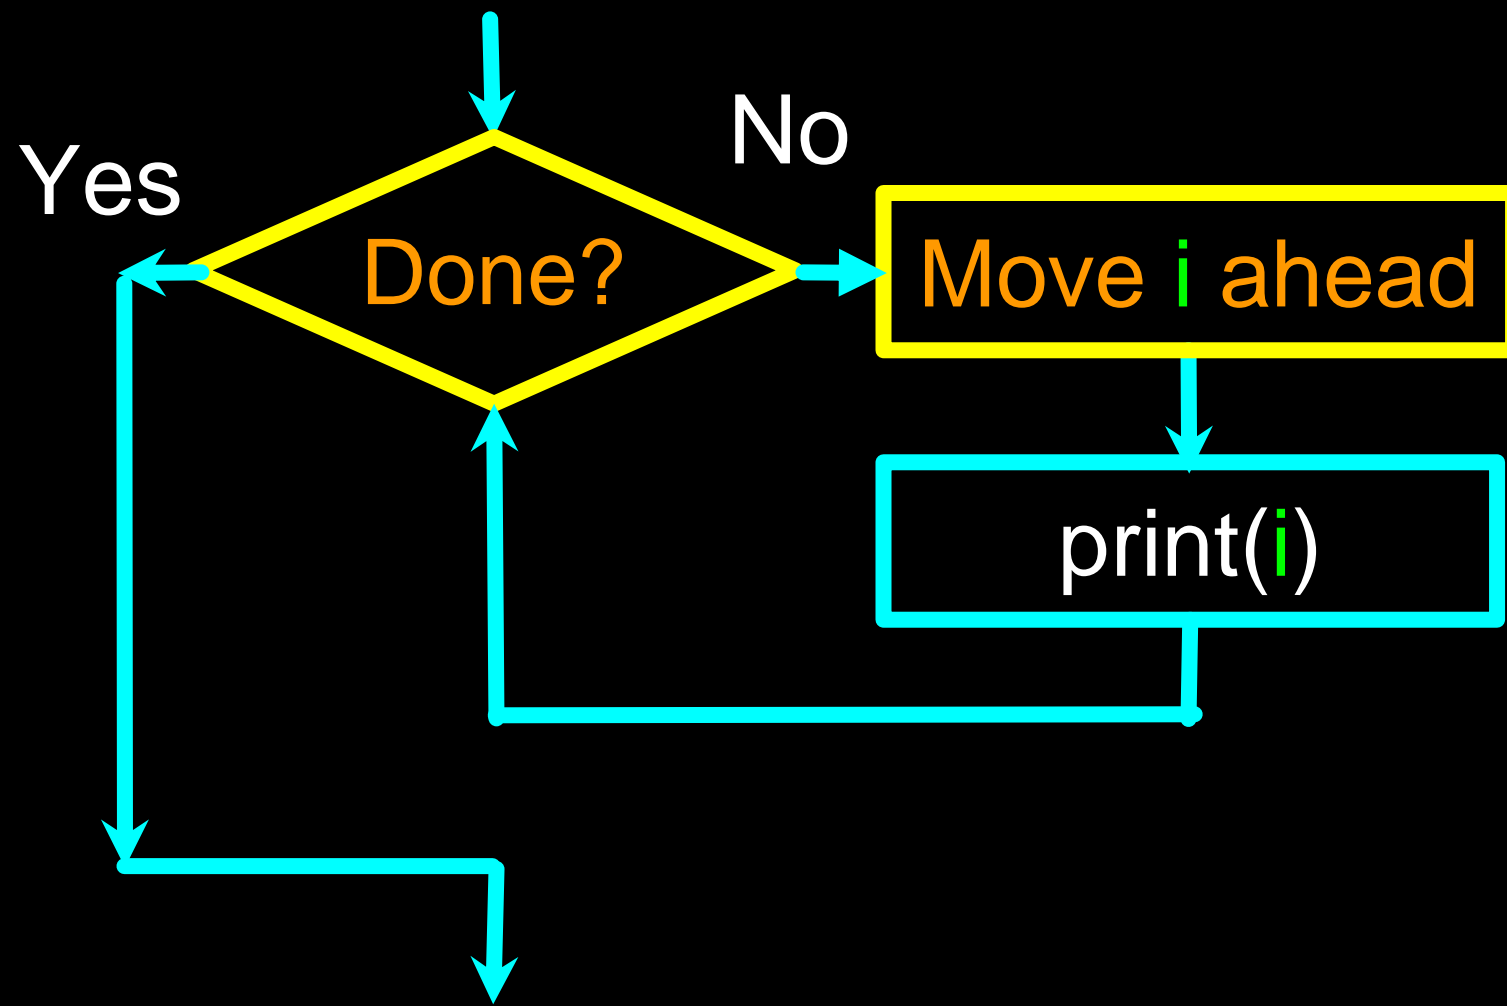 No
Yes
Done?
Move i ahead
print(i)